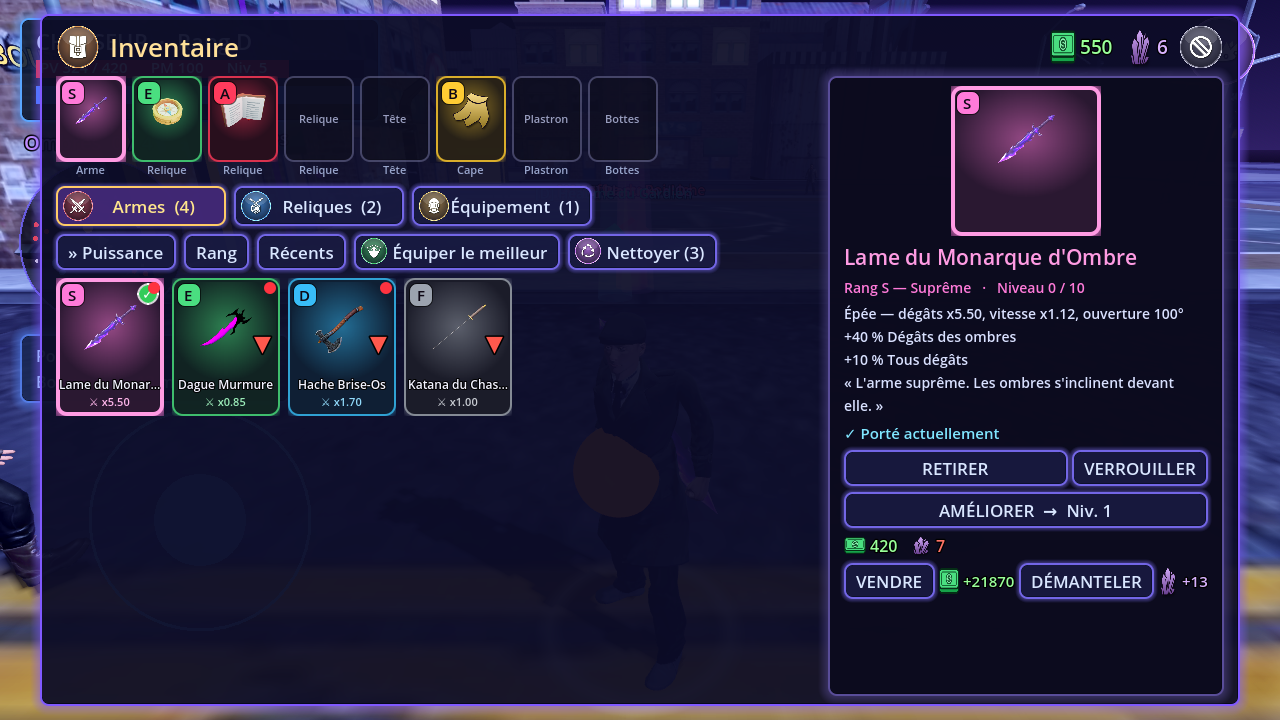 Inventaire
550
6
S
E
A
Relique
Tête
B
Plastron
Bottes
Arme
Relique
Relique
Relique
Tête
Cape
Plastron
Bottes
Armes (4)
Reliques (2)
Équipement (1)
» Puissance
Rang
Récents
Équiper le meilleur
Nettoyer (3)
S
Lame du Monar...
x5.50
E
Dague Murmure
x0.85
D
Hache Brise-Os
x1.70
F
Katana du Chas...
x1.00
S
Lame du Monarque d'Ombre
Rang S — Suprême · Niveau 0 / 10
Épée — dégâts x5.50, vitesse x1.12, ouverture 100°
+40 % Dégâts des ombres
+10 % Tous dégâts
« L'arme suprême. Les ombres s'inclinent devant
elle. »
✓ Porté actuellement
RETIRER
VERROUILLER
AMÉLIORER → Niv. 1
420
7
VENDRE
+21870
DÉMANTELER
+13